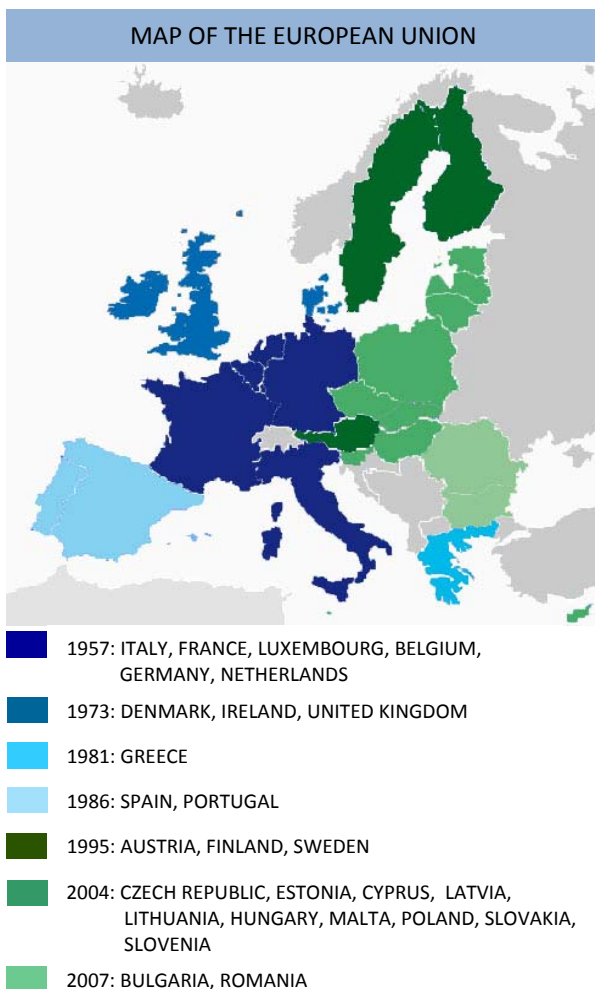 MAP OF THE EUROPEAN UNION
1957: ITALY, FRANCE, LUXEMBOURG, BELGIUM,
GERMANY, NETHERLANDS
1973: DENMARK, IRELAND, UNITED KINGDOM
1981: GREECE
1986: SPAIN, PORTUGAL
1995: AUSTRIA, FINLAND, SWEDEN
2004: CZECH REPUBLIC, ESTONIA, CYPRUS, LATVIA,
LITHUANIA, HUNGARY, MALTA, POLAND, SLOVAKIA,
SLOVENIA
2007: BULGARIA, ROMANIA